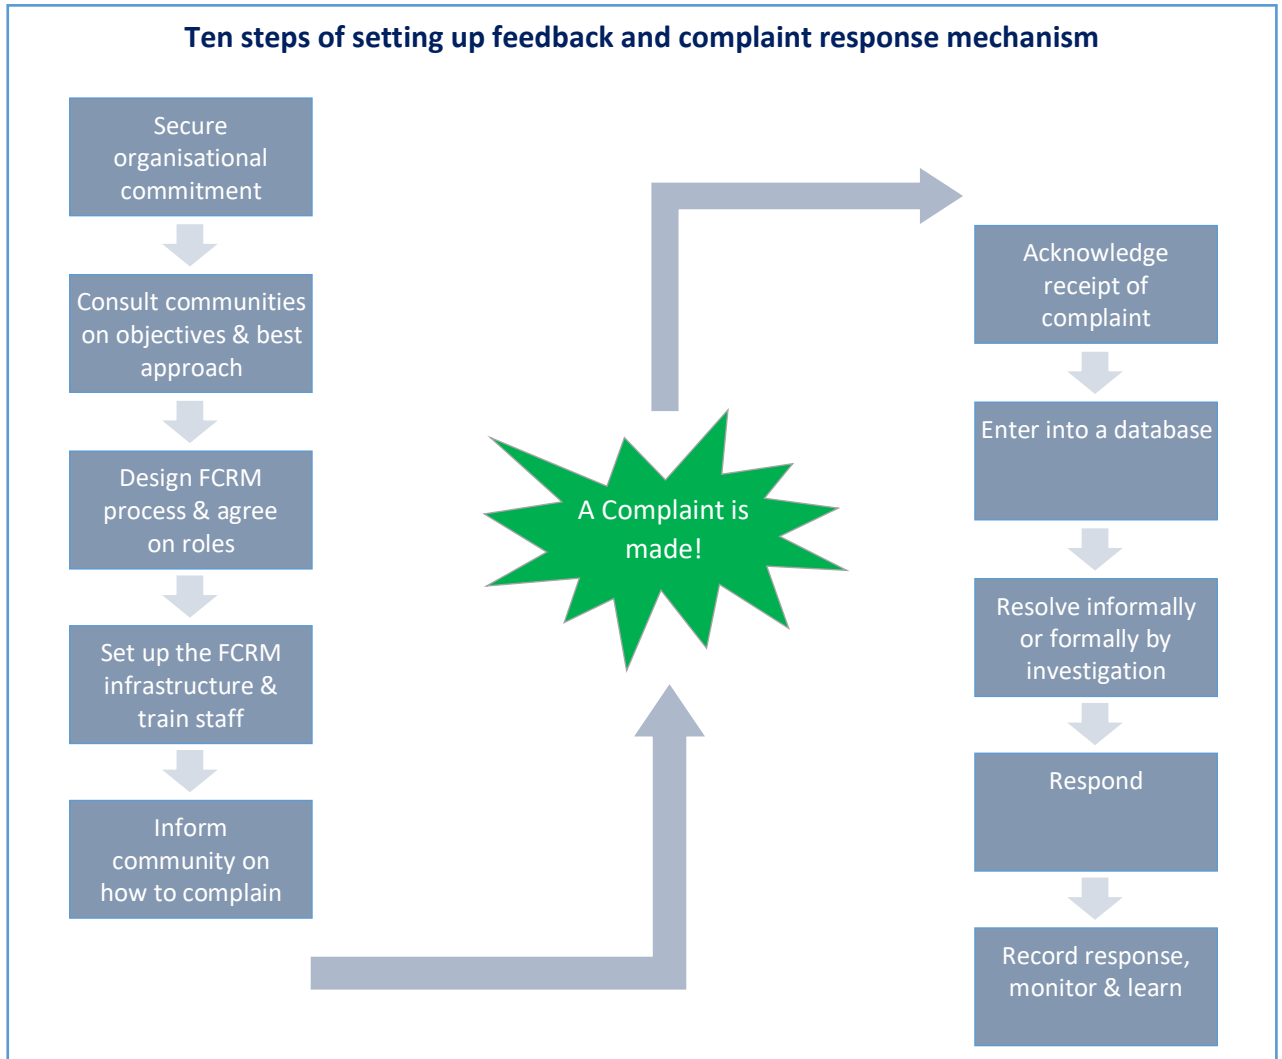 Ten steps of setting up feedback and complaint response mechanism
Secure
organisational
commitment
Consult communities
on objectives & best
approach
Design FCRM
process & agree
on roles
Set up the FCRM
infrastructure &
train staff
Inform
community on
how to complain
A Complaint is
made!
Acknowledge
receipt of
complaint
Enter into a database
Resolve informally
or formally by
investigation
Respond
Record response,
monitor & learn